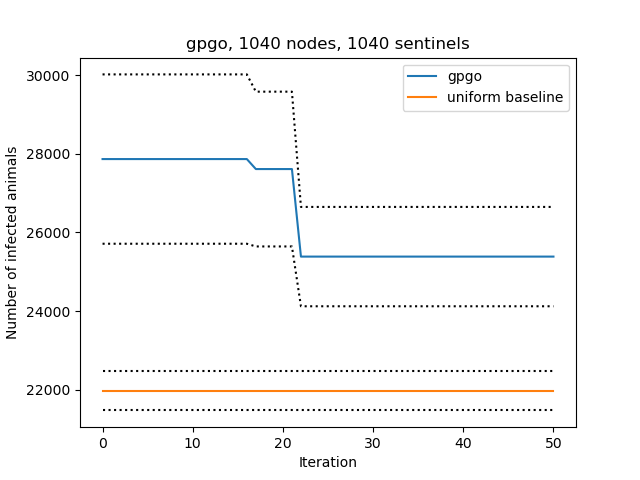 gpgo, 1040 nodes, 1040 sentinels
gpgo
uniform baseline
Number of infected animals
30000
28000
26000
24000
22000
0 10 20 30 40 50
Iteration